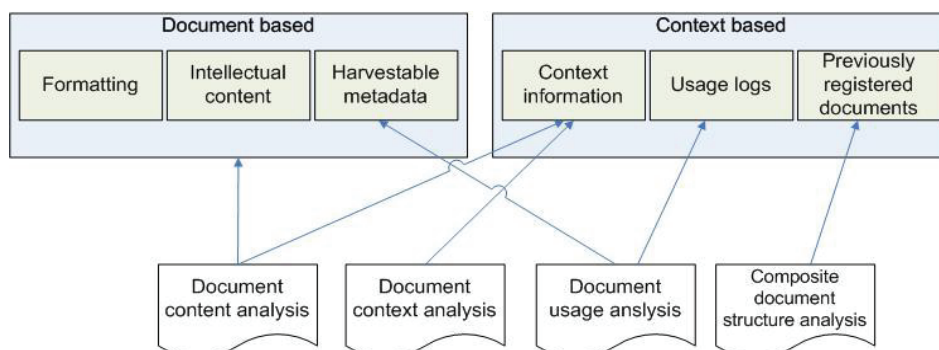 Document based
Formatting
Intellectual
content
Harvestable
metadata
Context based
Context
information
Usage logs
Previously
registered
documents
Document
content analysis
Document
context analysis
Document
usage anslysis
Composite
document
structure analysis